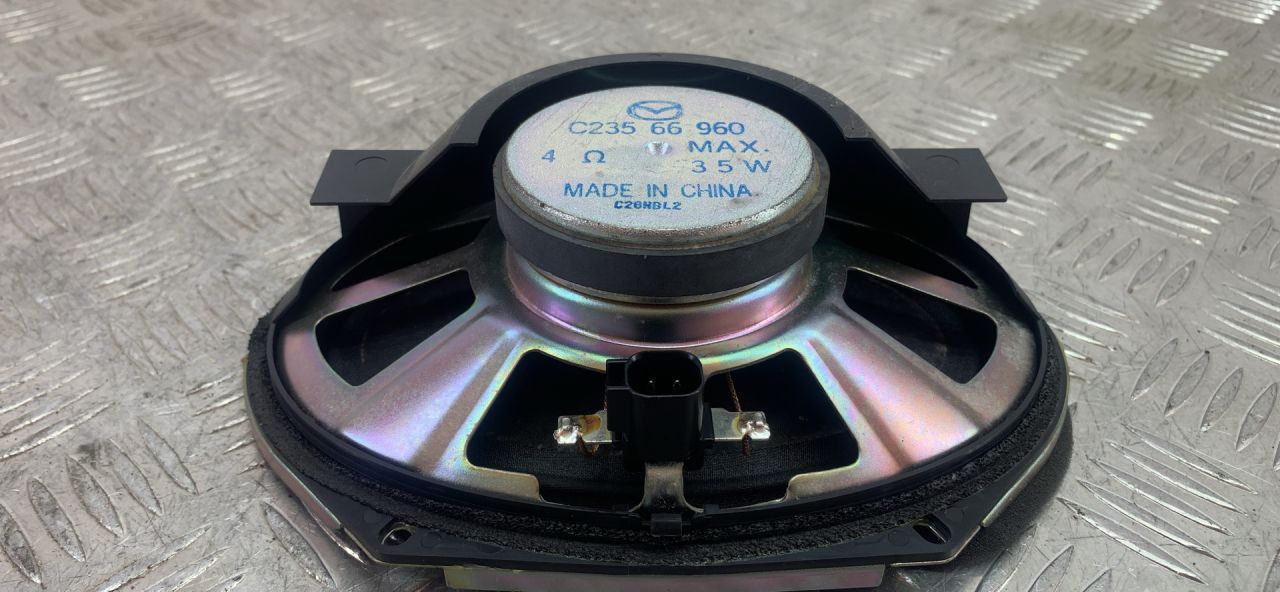 C235 66 960
4 Ω MAX.
35W
MADE IN CHINA
C26NBL2